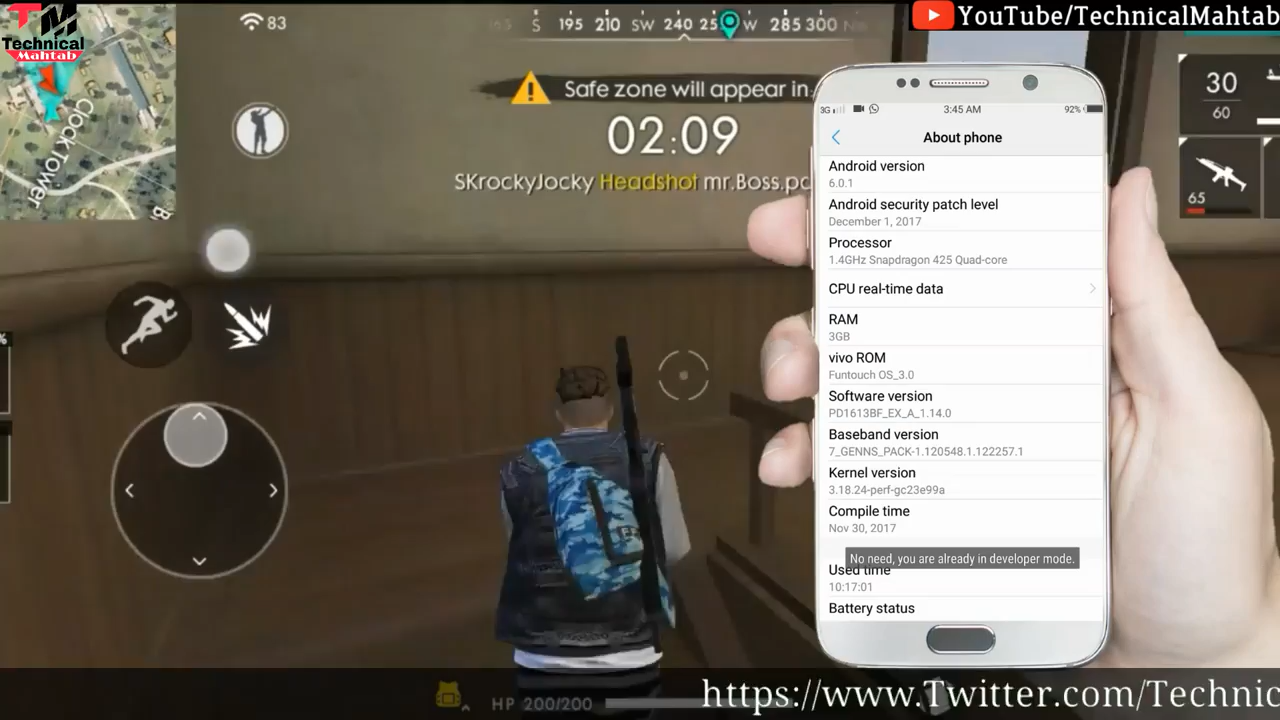 TM
Technical
Mahtab
Clock Tower
83
165 S 195 210 SW 240 25 W 285 300 NW
YouTube/TechnicalMahtab
Safe zone will appear in
02:09
SKrockyJocky Headshot mr.Boss.pc
30
60
65
%
3G 3:45 AM 92%
About phone
Android version
6.0.1
Android security patch level
December 1, 2017
Processor
1.4GHz Snapdragon 425 Quad-core
CPU real-time data
RAM
3GB
vivo ROM
Funtouch OS_3.0
Software version
PD1613BF_EX_A_1.14.0
Baseband version
7_GENNS_PACK-1.120548.1.122257.1
Kernel version
3.18.24-perf-gc23e99a
Compile time
Nov 30, 2017
No need, you are already in developer mode.
Used time
10:17:01
Battery status
HP 200/200
https://www.Twitter.com/Technic